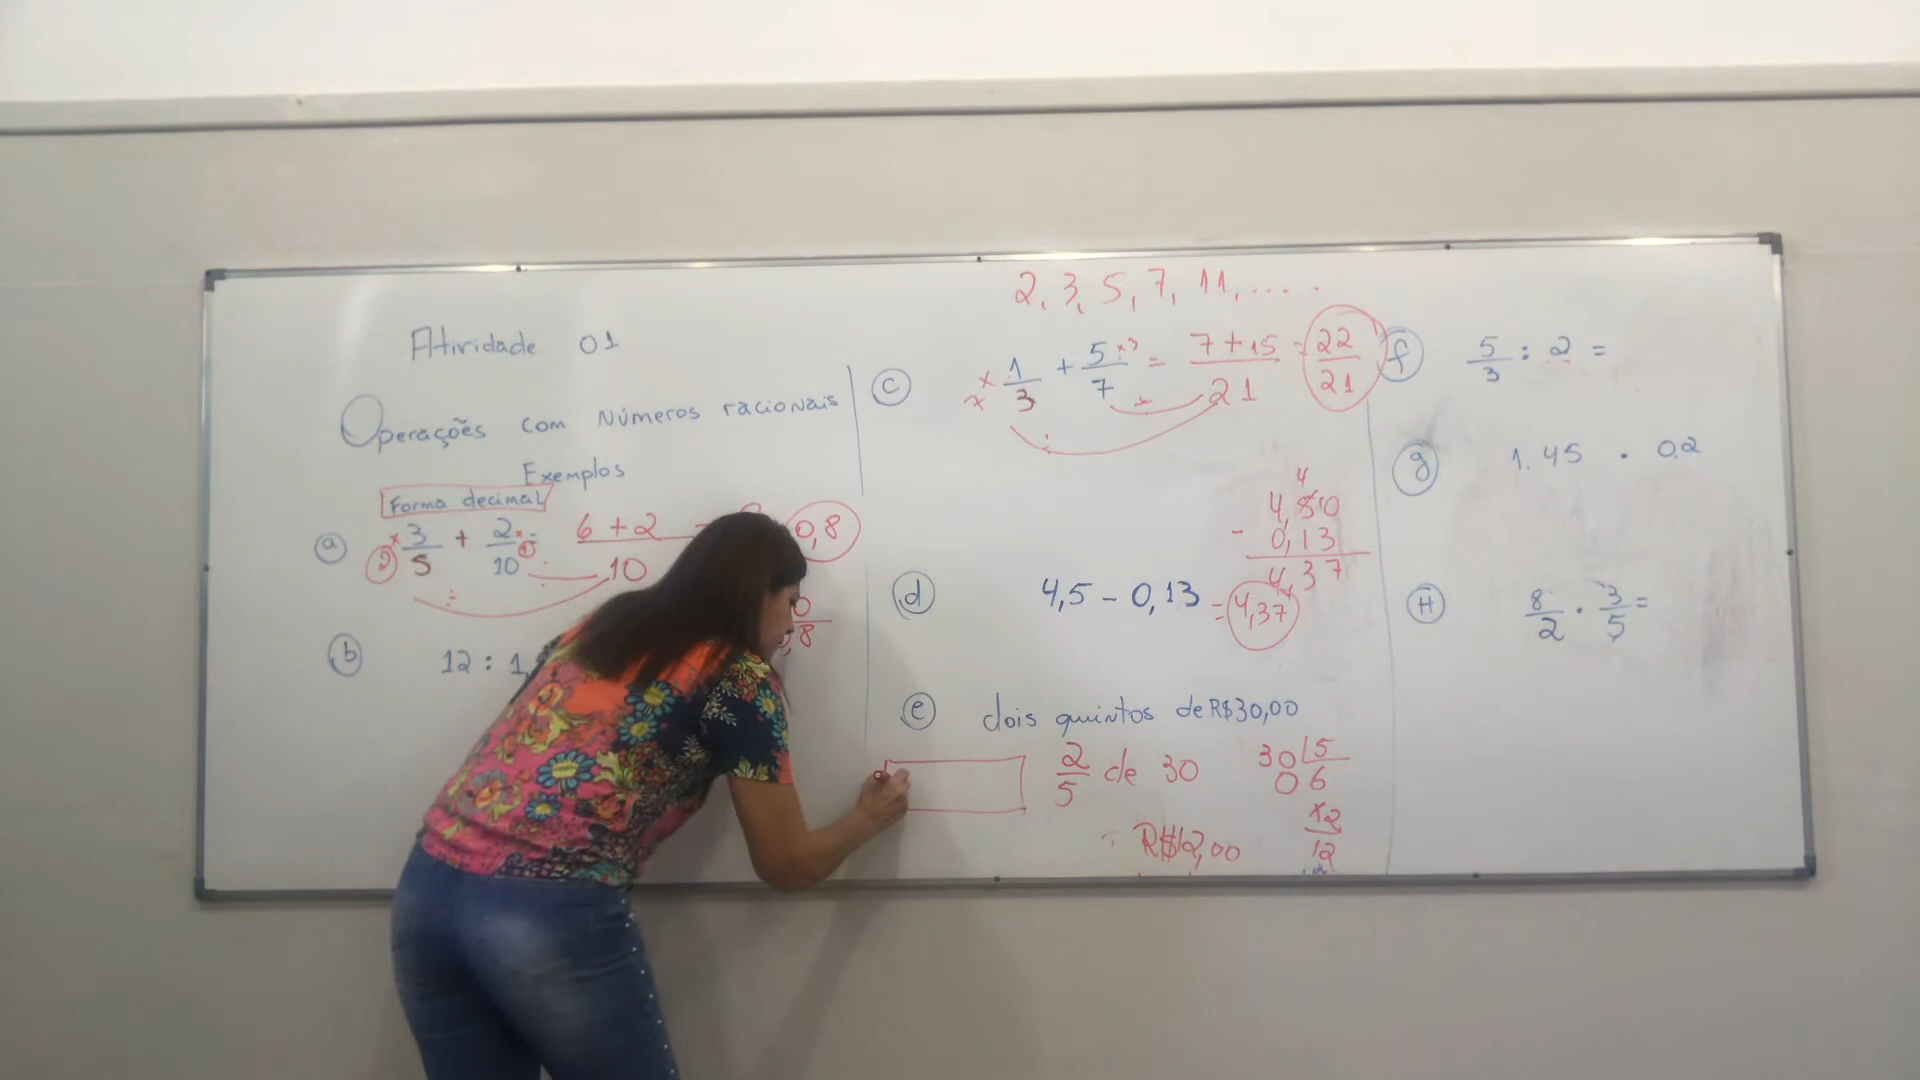 Atividade 01
Operações com Números racionais
Exemplos
Forma decimal
a) 3/5 + 2/10 = 6+2/10 = 0,8
b) 12 : 1,
2, 3, 5, 7, 11, .....
c) 1/3 + 5/7 = 7+15/21 = 22/21
4,50
- 0,13
4,37
d) 4,5 - 0,13 = 4,37
e) dois quintos de R$30,00
2/5 de 30
30 | 5
0 6
x2
12
R$12,00
f) 5/3 : 2 =
g) 1.45 . 0.2
H) 8/2 . 3/5 =